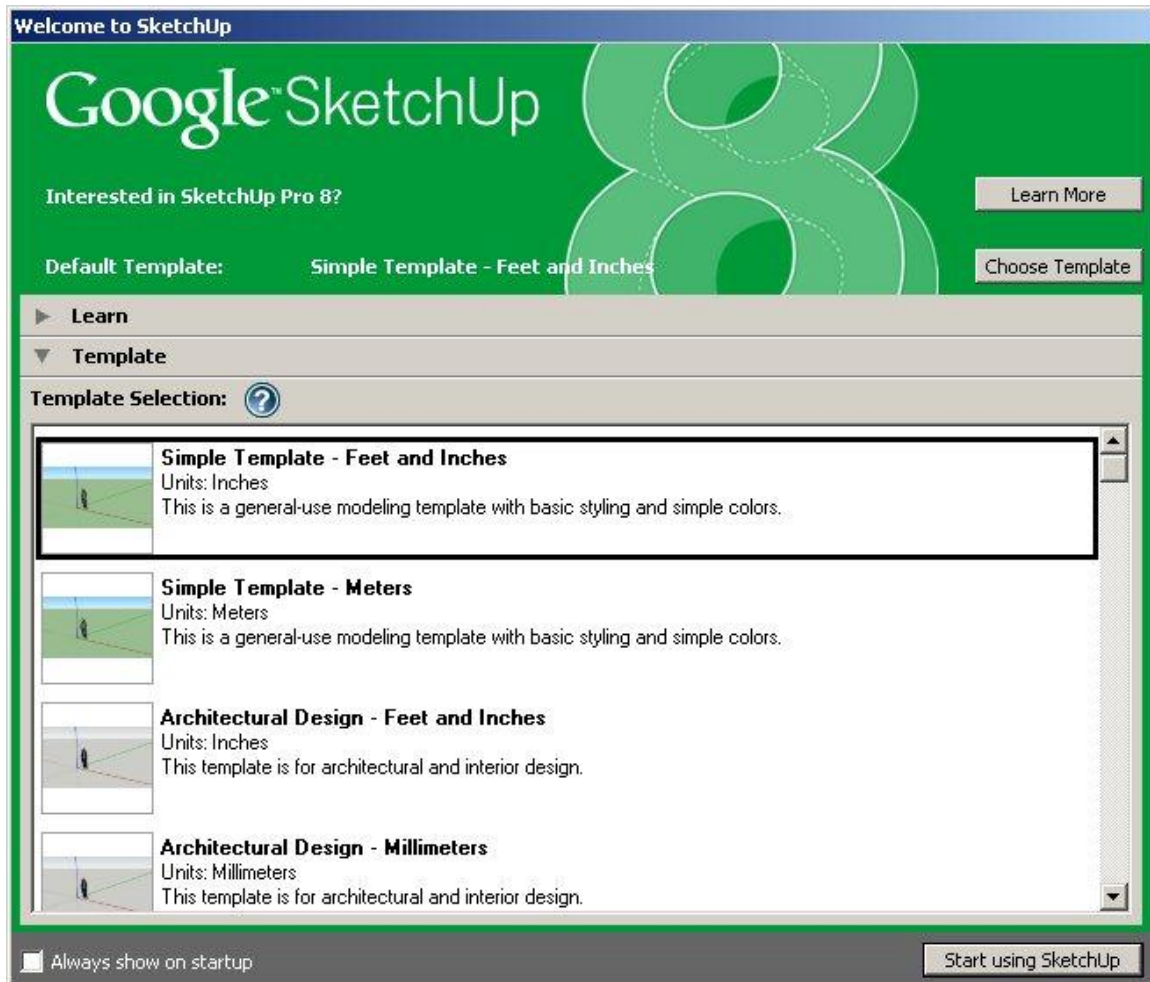 Welcome to SketchUp
Google™ SketchUp
8
Interested in SketchUp Pro 8?
Learn More
Default Template: Simple Template - Feet and Inches
Choose Template
Learn
Template
Template Selection: ?
Simple Template - Feet and Inches
Units: Inches
This is a general-use modeling template with basic styling and simple colors.
Simple Template - Meters
Units: Meters
This is a general-use modeling template with basic styling and simple colors.
Architectural Design - Feet and Inches
Units: Inches
This template is for architectural and interior design.
Architectural Design - Millimeters
Units: Millimeters
This template is for architectural and interior design.
Always show on startup
Start using SketchUp